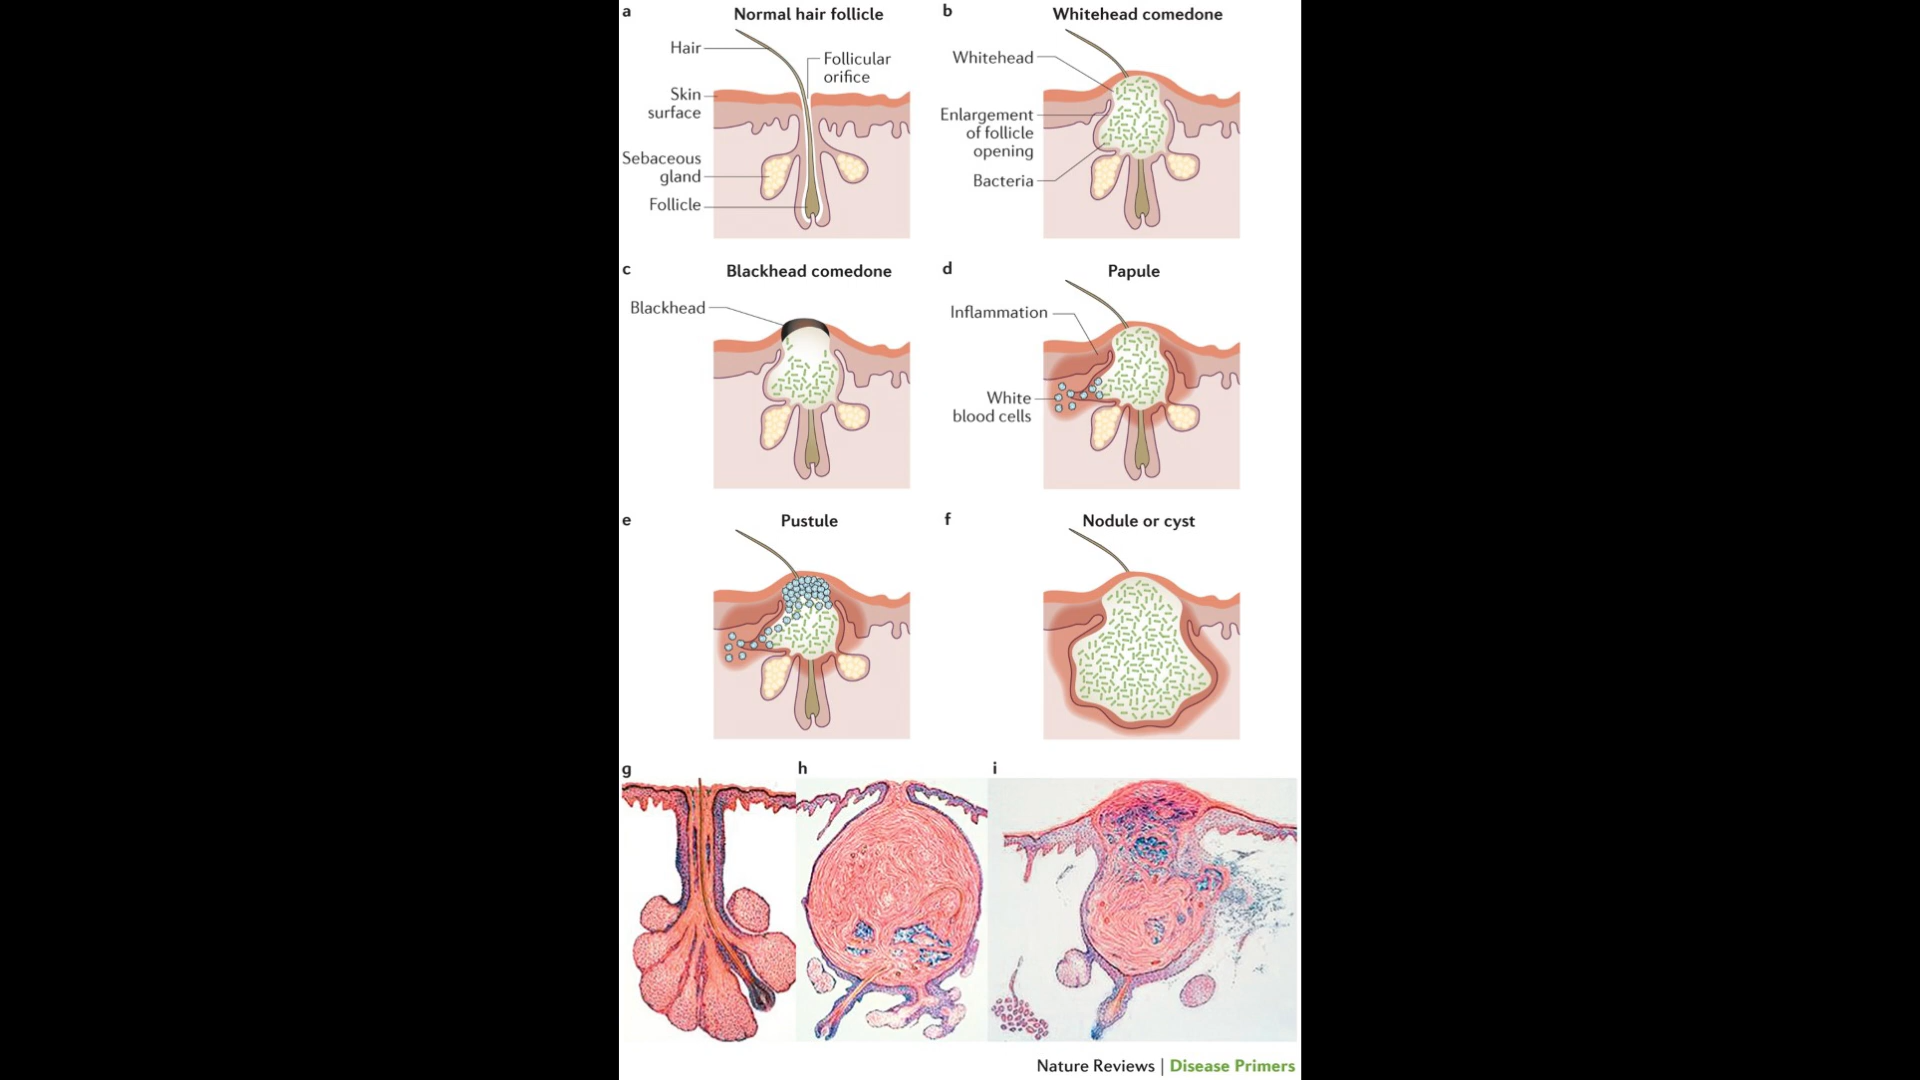 a
Normal hair follicle
Hair
Follicular
orifice
Skin
surface
Sebaceous
gland
Follicle
b
Whitehead comedone
Whitehead
Enlargement
of follicle
opening
Bacteria
c
Blackhead comedone
Blackhead
d
Papule
Inflammation
White
blood cells
e
Pustule
f
Nodule or cyst
g
h
i
Nature Reviews | Disease Primers